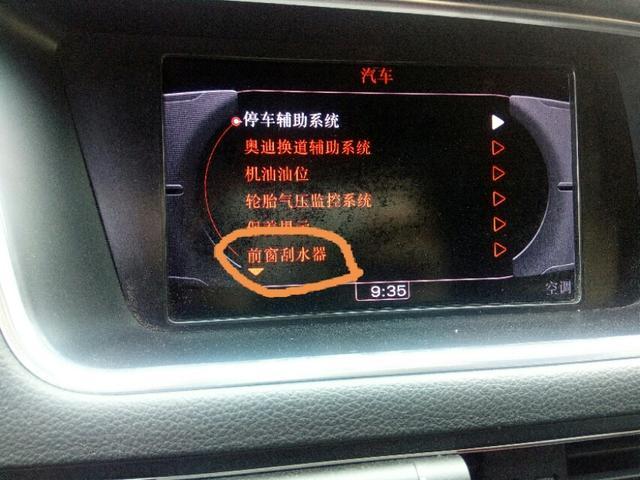 汽车
停车辅助系统
奥迪换道辅助系统
机油油位
轮胎气压监控系统
前窗刮水器
9:35
空调